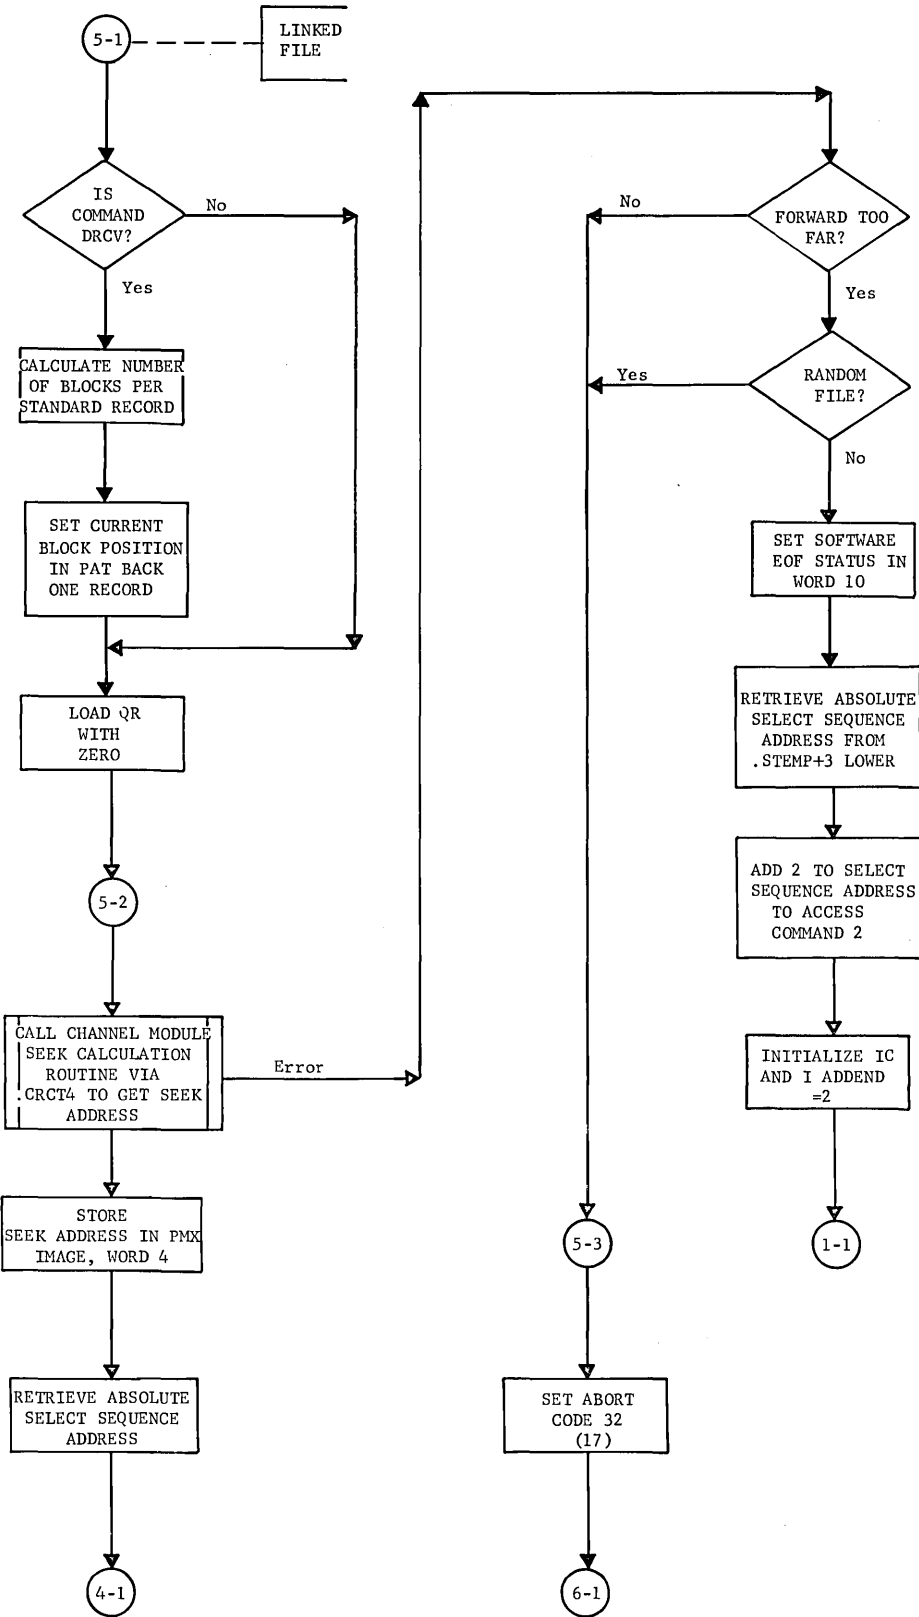 5-1
LINKED
FILE
IS
COMMAND
DRCV?
No
Yes
CALCULATE NUMBER
OF BLOCKS PER
STANDARD RECORD
SET CURRENT
BLOCK POSITION
IN PAT BACK
ONE RECORD
LOAD QR
WITH
ZERO
5-2
CALL CHANNEL MODULE
SEEK CALCULATION
ROUTINE VIA
.CRCT4 TO GET SEEK
ADDRESS
Error
STORE
SEEK ADDRESS IN PMX
IMAGE, WORD 4
RETRIEVE ABSOLUTE
SELECT SEQUENCE
ADDRESS
4-1
FORWARD TOO
FAR?
No
Yes
RANDOM
FILE?
Yes
No
SET SOFTWARE
EOF STATUS IN
WORD 10
RETRIEVE ABSOLUTE
SELECT SEQUENCE
ADDRESS FROM
.STEMP+3 LOWER
ADD 2 TO SELECT
SEQUENCE ADDRESS
TO ACCESS
COMMAND 2
INITIALIZE IC
AND I ADDEND
=2
1-1
5-3
SET ABORT
CODE 32
(17)
6-1